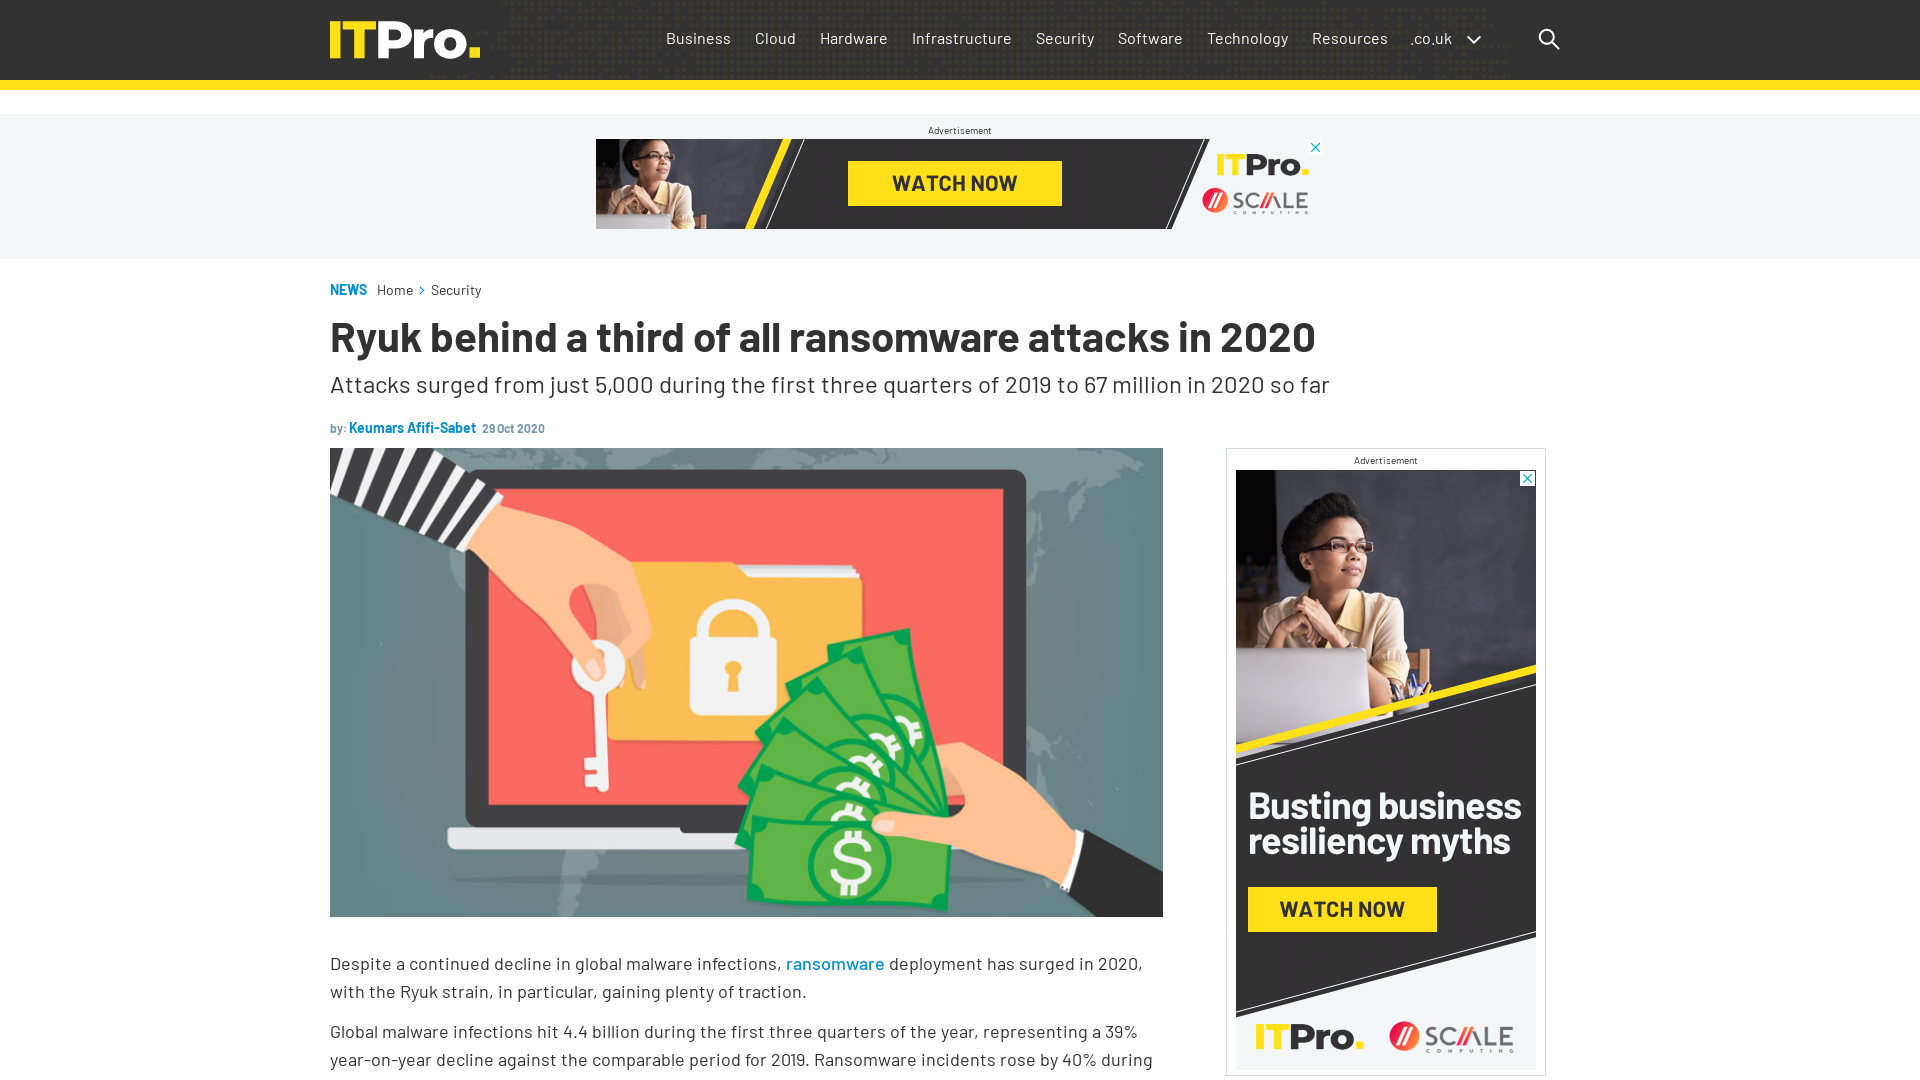 ITPro.
Business Cloud Hardware Infrastructure Security Software Technology Resources .co.uk
Advertisement
WATCH NOW
ITPro.
SCALE
COMPUTING
NEWS Home > Security
Ryuk behind a third of all ransomware attacks in 2020
Attacks surged from just 5,000 during the first three quarters of 2019 to 67 million in 2020 so far
by: Keumars Afifi-Sabet 29 Oct 2020
$
Despite a continued decline in global malware infections, ransomware deployment has surged in 2020,
with the Ryuk strain, in particular, gaining plenty of traction.
Global malware infections hit 4.4 billion during the first three quarters of the year, representing a 39%
year-on-year decline against the comparable period for 2019. Ransomware incidents rose by 40% during
Advertisement
Busting business
resiliency myths
WATCH NOW
ITPro.
SCALE
COMPUTING